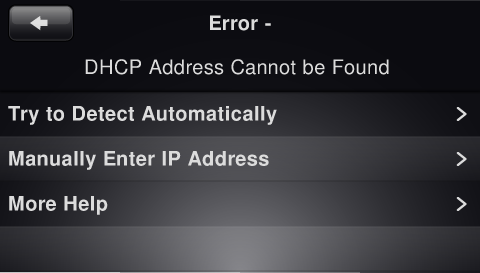 Error -
DHCP Address Cannot be Found
Try to Detect Automatically
Manually Enter IP Address
More Help